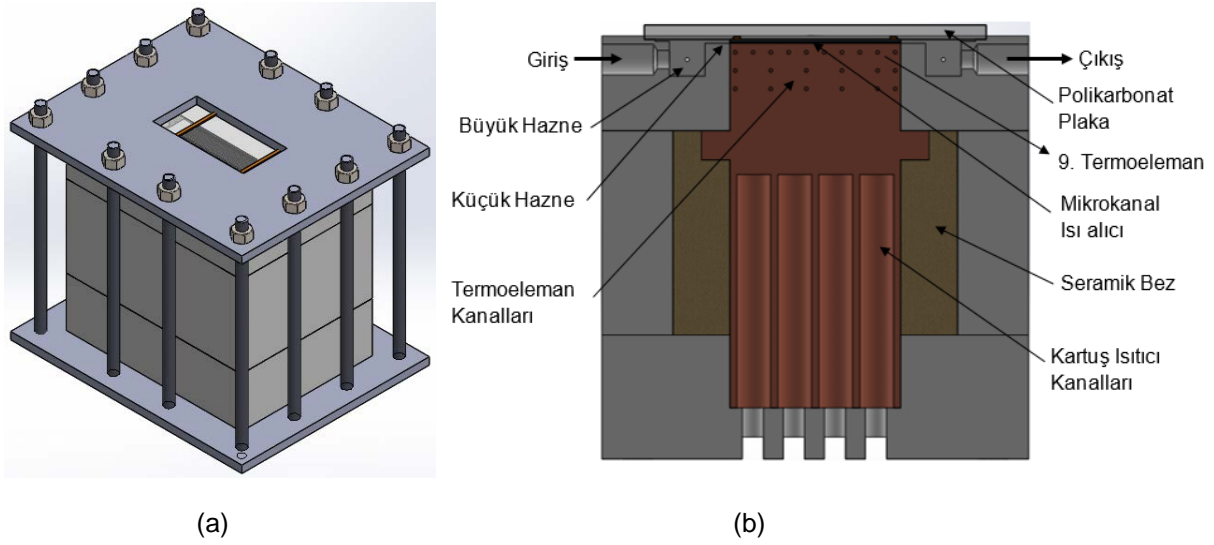 Giriş
Büyük Hazne
Küçük Hazne
Termoeleman
Kanalları
Çıkış
Polikarbonat
Plaka
9. Termoeleman
Mikrokanal
Isı alıcı
Seramik Bez
Kartuş Isıtıcı
Kanalları
(a)
(b)